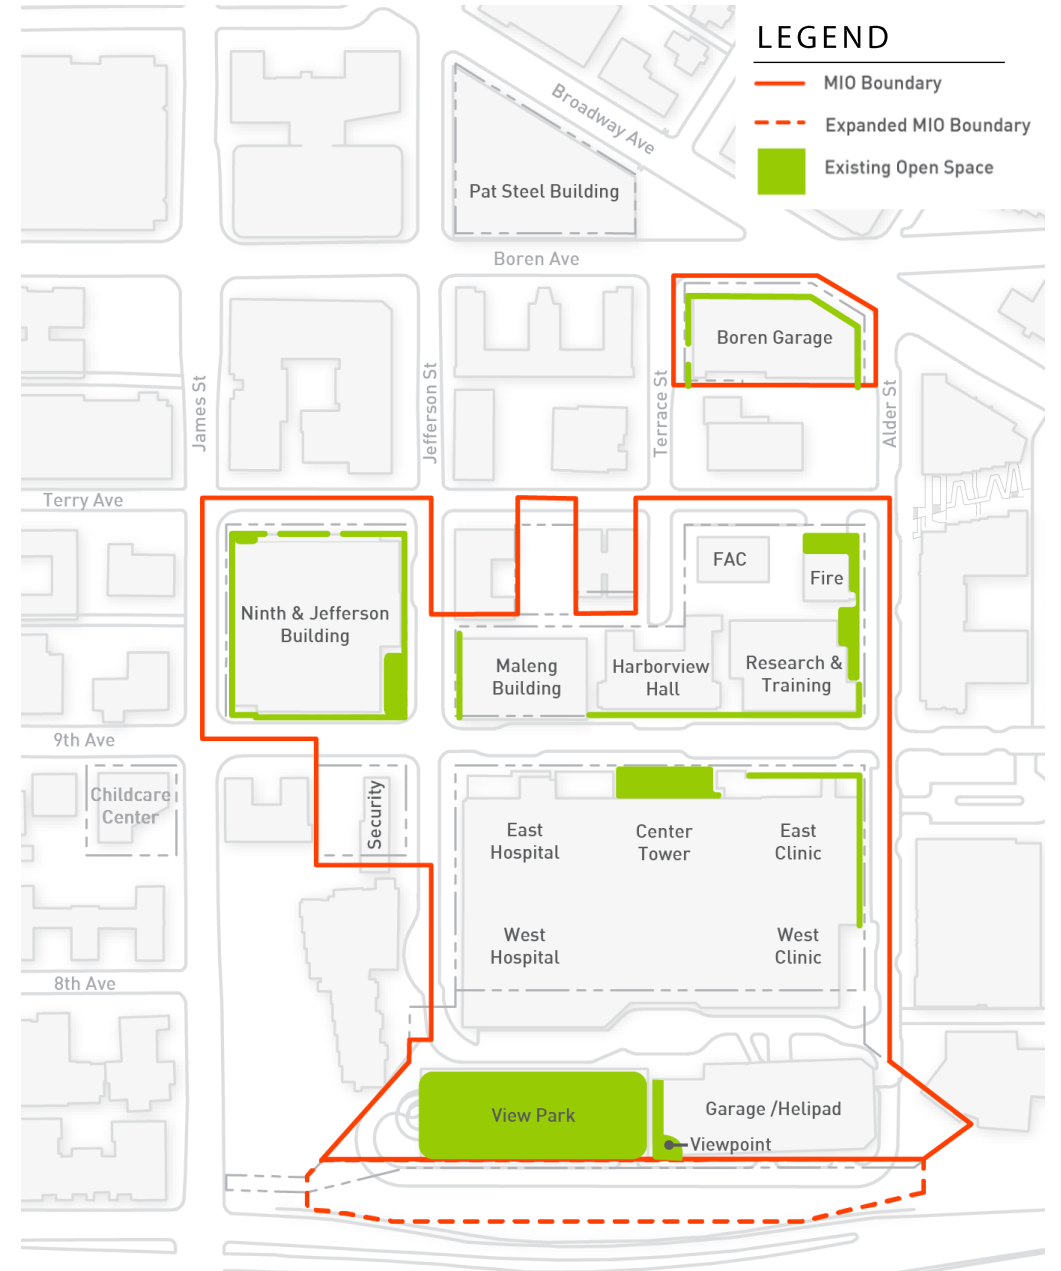 LEGEND
MIO Boundary
Expanded MIO Boundary
Existing Open Space
Broadway Ave
Pat Steel Building
Boren Ave
Boren Garage
James St
Jefferson St
Terrace St
Alder St
Terry Ave
FAC
Fire
Ninth & Jefferson
Building
Maleng
Building
Harborview
Hall
Research &
Training
9th Ave
Childcare
Center
Security
East
Hospital
Center
Tower
East
Clinic
West
Hospital
West
Clinic
8th Ave
View Park
Garage /Helipad
Viewpoint